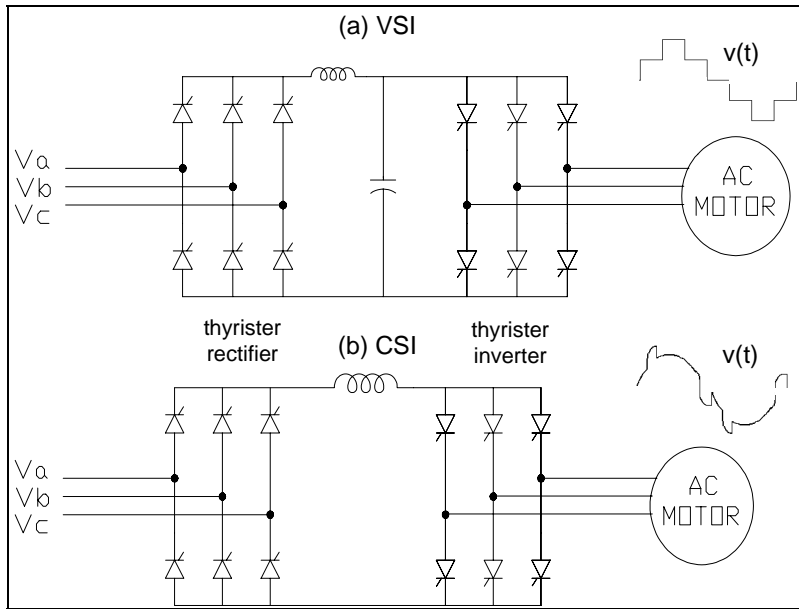 (a) VSI
v(t)
Va
Vb
Vc
AC
MOTOR
thyrister
rectifier
thyrister
inverter
(b) CSI
v(t)
Va
Vb
Vc
AC
MOTOR